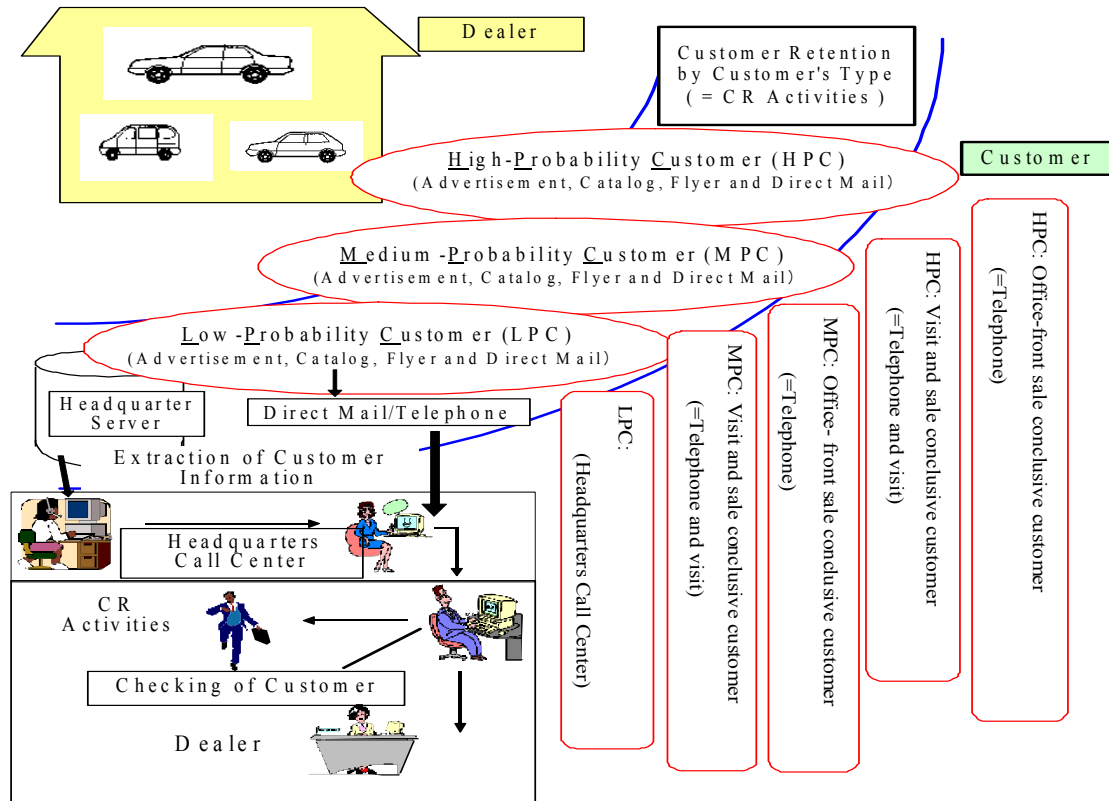 Dealer
Customer Retention
by Customer's Type
( = CR Activities )
High-Probability Customer (HPC)
(Advertisement, Catalog, Flyer and Direct Mail)
Customer
Medium -Probability Customer (MPC)
(Advertisement, Catalog, Flyer and Direct Mail)
Low -Probability Customer (LPC)
(Advertisement, Catalog, Flyer and Direct Mail)
Headquarter
Server
Direct Mail/Telephone
Extraction of Customer
Information
Headquarters
Call Center
CR
Activities
Checking of Customer
Dealer
LPC:
(Headquarters Call Center)
MPC: Visit and sale conclusive customer
(=Telephone and visit)
MPC: Office- front sale conclusive customer
(=Telephone)
HPC: Visit and sale conclusive customer
(=Telephone and visit)
HPC: Office-front sale conclusive customer
(=Telephone)